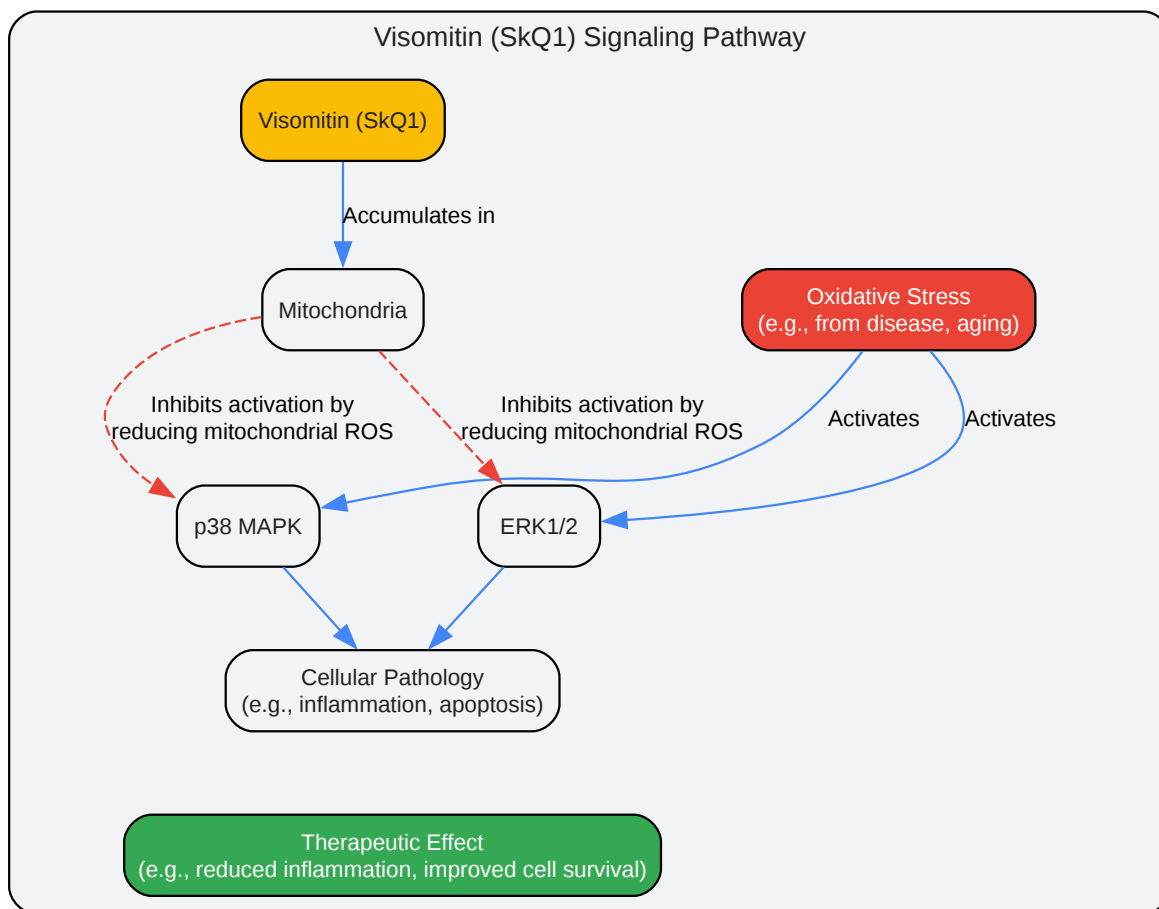 Visomitin (SkQ1) Signaling Pathway
Visomitin (SkQ1)
Accumulates in
Mitochondria
Oxidative Stress
(e.g., from disease, aging)
Inhibits activation by
reducing mitochondrial ROS
Inhibits activation by
reducing mitochondrial ROS
Activates
Activates
p38 MAPK
ERK1/2
Cellular Pathology
(e.g., inflammation, apoptosis)
Therapeutic Effect
(e.g., reduced inflammation, improved cell survival)